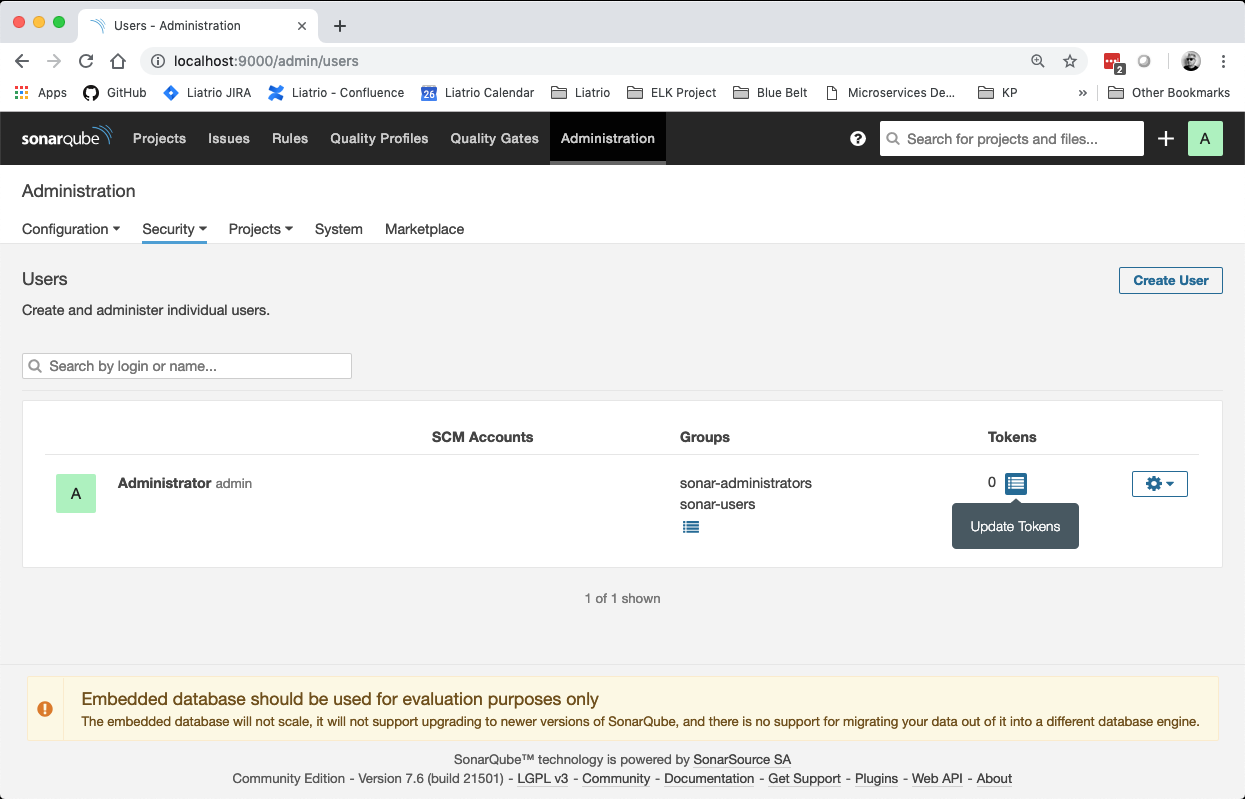 Users - Administration
localhost:9000/admin/users
2
Apps GitHub Liatrio JIRA Liatrio - Confluence 26 Liatrio Calendar Liatrio ELK Project Blue Belt Microservices De... KP » Other Bookmarks
sonarqube Projects Issues Rules Quality Profiles Quality Gates Administration ? Search for projects and files... A
Administration
Configuration Security Projects System Marketplace
Users Create User
Create and administer individual users.
Search by login or name...
SCM Accounts Groups Tokens
A Administrator admin sonar-administrators 0
sonar-users
Update Tokens
1 of 1 shown
Embedded database should be used for evaluation purposes only
The embedded database will not scale, it will not support upgrading to newer versions of SonarQube, and there is no support for migrating your data out of it into a different database engine.
SonarQube™ technology is powered by SonarSource SA
Community Edition - Version 7.6 (build 21501) - LGPL v3 - Community - Documentation - Get Support - Plugins - Web API - About